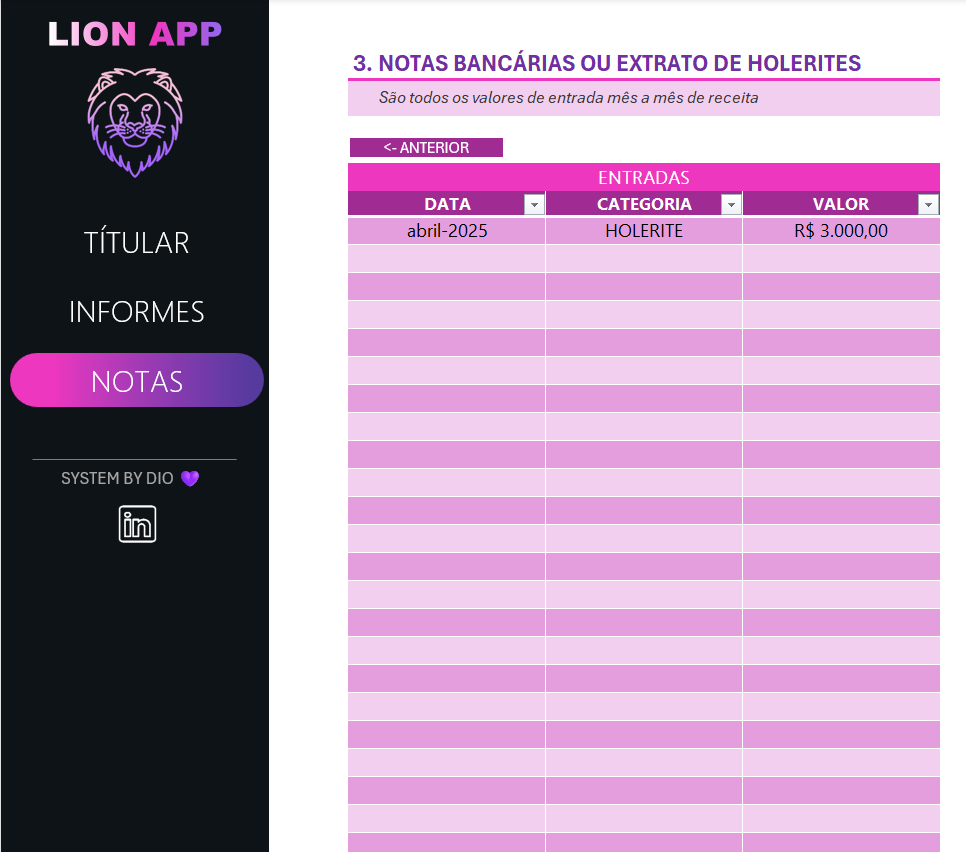 LION APP
TÍTULAR
INFORMES
NOTAS
SYSTEM BY DIO 💜
in
3. NOTAS BANCÁRIAS OU EXTRATO DE HOLERITES
São todos os valores de entrada mês a mês de receita
<- ANTERIOR
ENTRADAS
DATA CATEGORIA VALOR
abril-2025 HOLERITE R$ 3.000,00